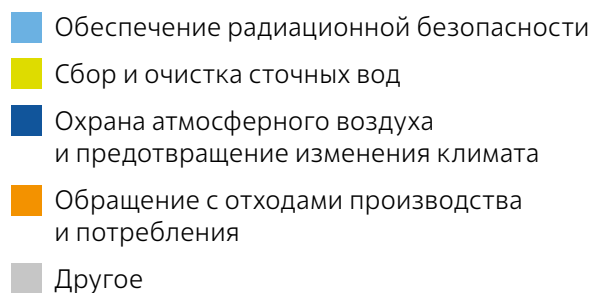 Обеспечение радиационной безопасности
Сбор и очистка сточных вод
Охрана атмосферного воздуха
и предотвращение изменения климата
Обращение с отходами производства
и потребления
Другое